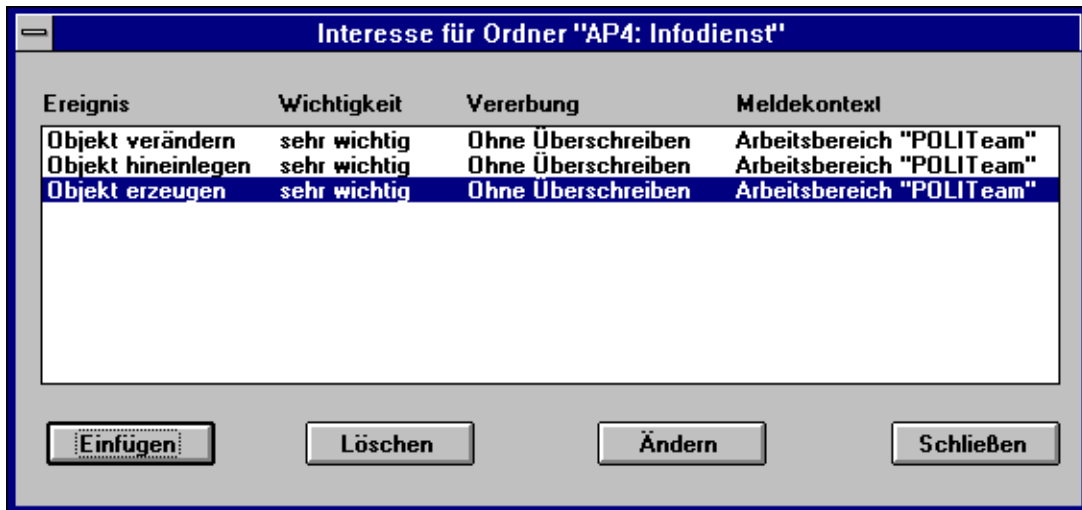 Interesse für Ordner "AP4: Infodienst"
Ereignis Wichtigkeit Vererbung Meldekontext
Objekt verändern sehr wichtig Ohne Überschreiben Arbeitsbereich "POLITeam"
Objekt hineinlegen sehr wichtig Ohne Überschreiben Arbeitsbereich "POLITeam"
Objekt erzeugen sehr wichtig Ohne Überschreiben Arbeitsbereich "POLITeam"
Einfügen Löschen Ändern Schließen